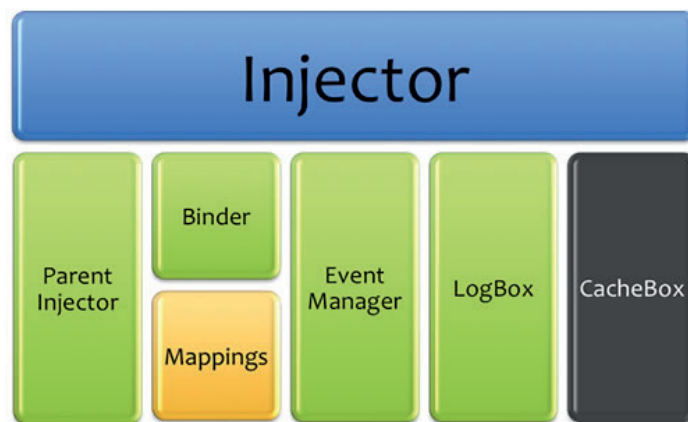 Injector
Parent
Injector
Binder
Mappings
Event
Manager
LogBox
CacheBox